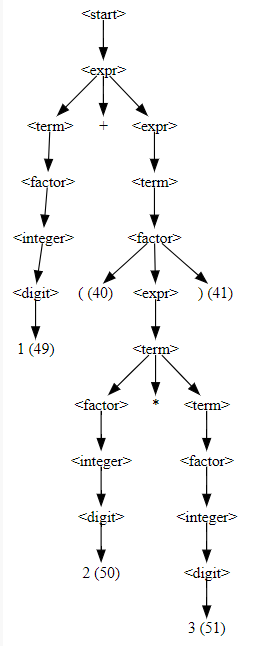 <start>
<expr>
<term> + <expr>
<factor> <term>
<integer> <factor>
<digit> ( (40) <expr> ) (41)
1 (49) <term>
<factor> * <term>
<integer> <factor>
<digit> <integer>
2 (50) <digit>
3 (51)